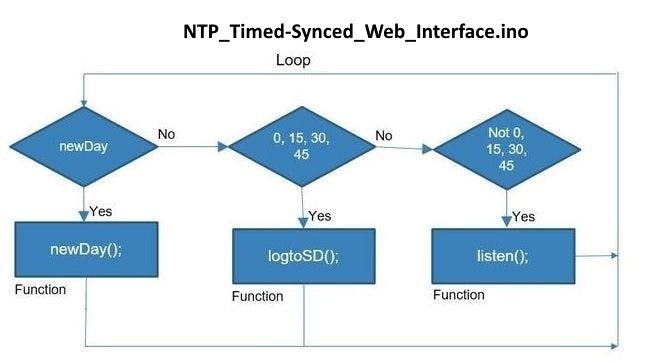 NTP_Timed-Synced_Web_Interface.ino
Loop
newDay
No
0, 15, 30,
45
No
Not 0,
15, 30,
45
Yes
Yes
Yes
newDay();
logtoSD();
listen();
Function
Function
Function